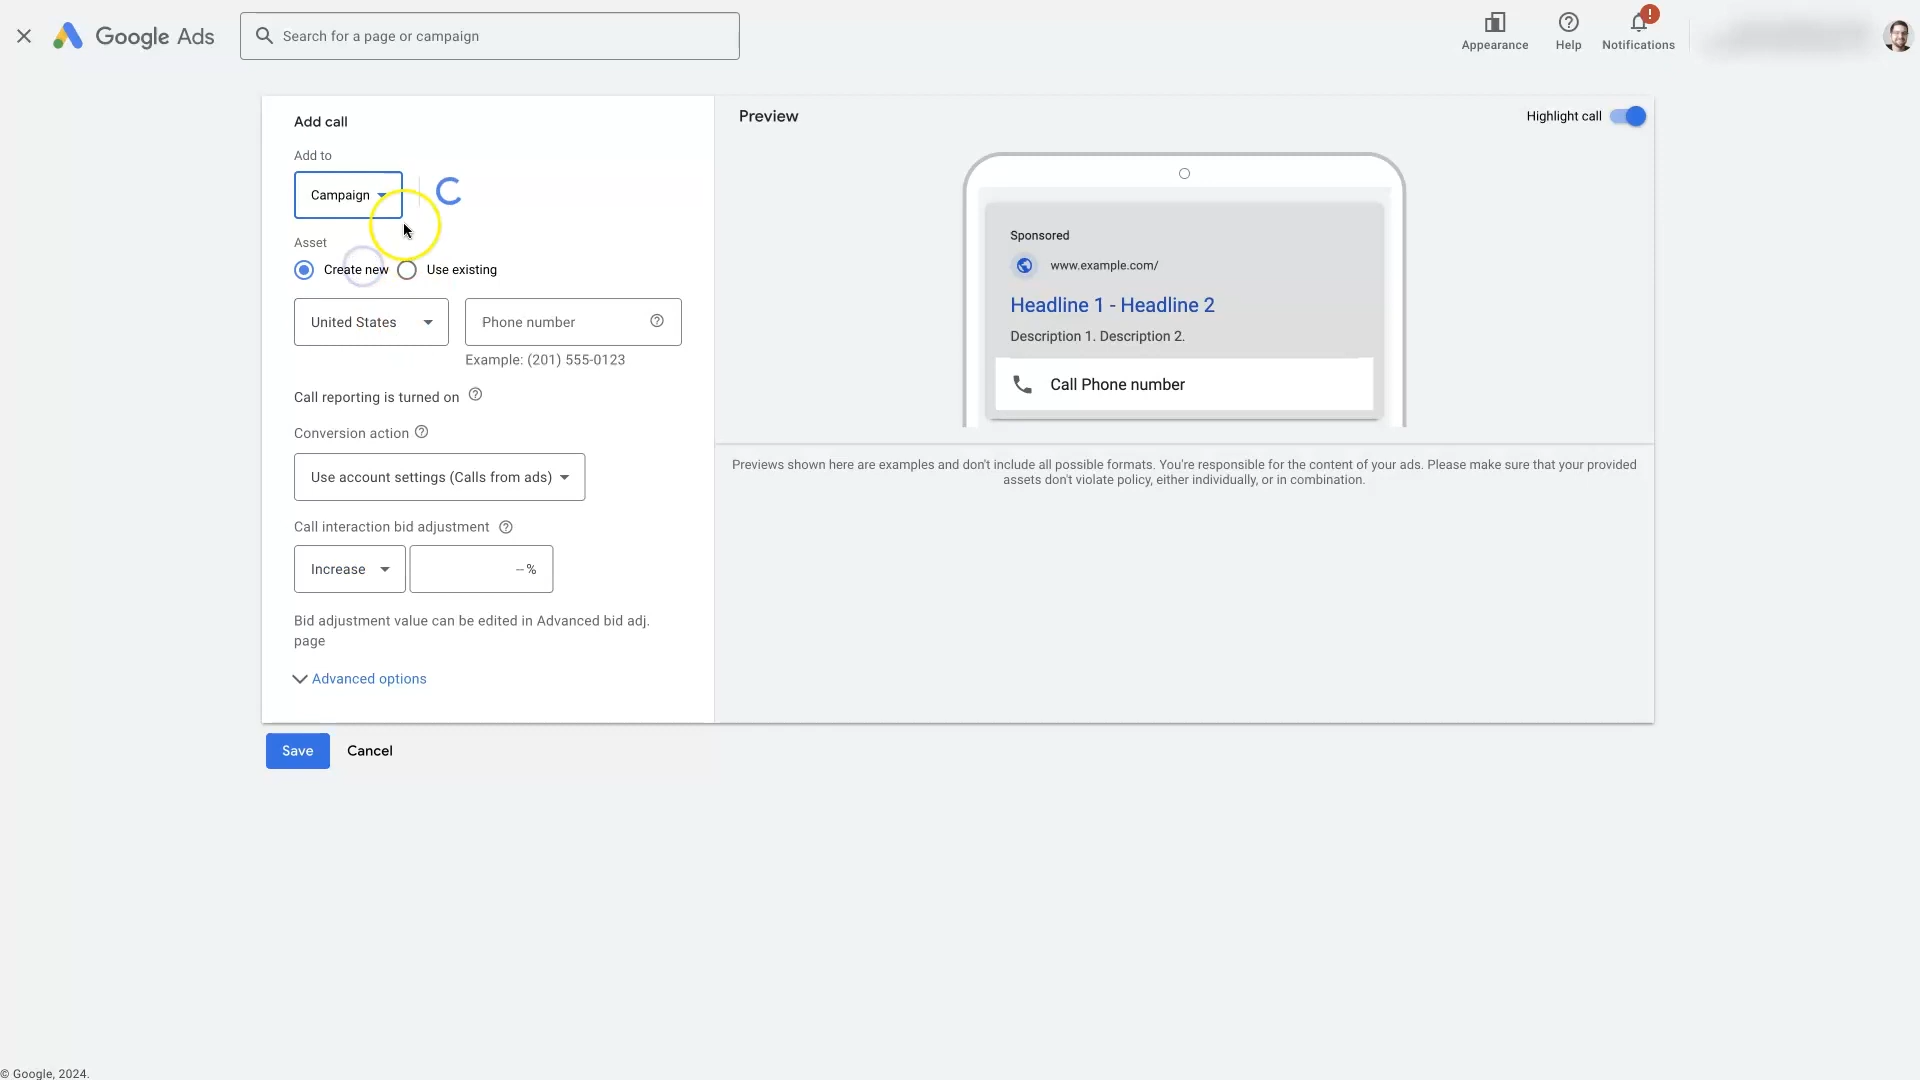 Google Ads
Search for a page or campaign
Appearance
Help
!
Notifications
Add call
Add to
Campaign
Asset
Create new
Use existing
United States
Phone number
Example: (201) 555-0123
Call reporting is turned on
Conversion action
Use account settings (Calls from ads)
Call interaction bid adjustment
Increase
–%
Bid adjustment value can be edited in Advanced bid adj.
page
Advanced options
Save
Cancel
Preview
Highlight call
Sponsored
www.example.com/
Headline 1 - Headline 2
Description 1. Description 2.
Call Phone number
Previews shown here are examples and don't include all possible formats. You're responsible for the content of your ads. Please make sure that your provided
assets don't violate policy, either individually, or in combination.
© Google, 2024.